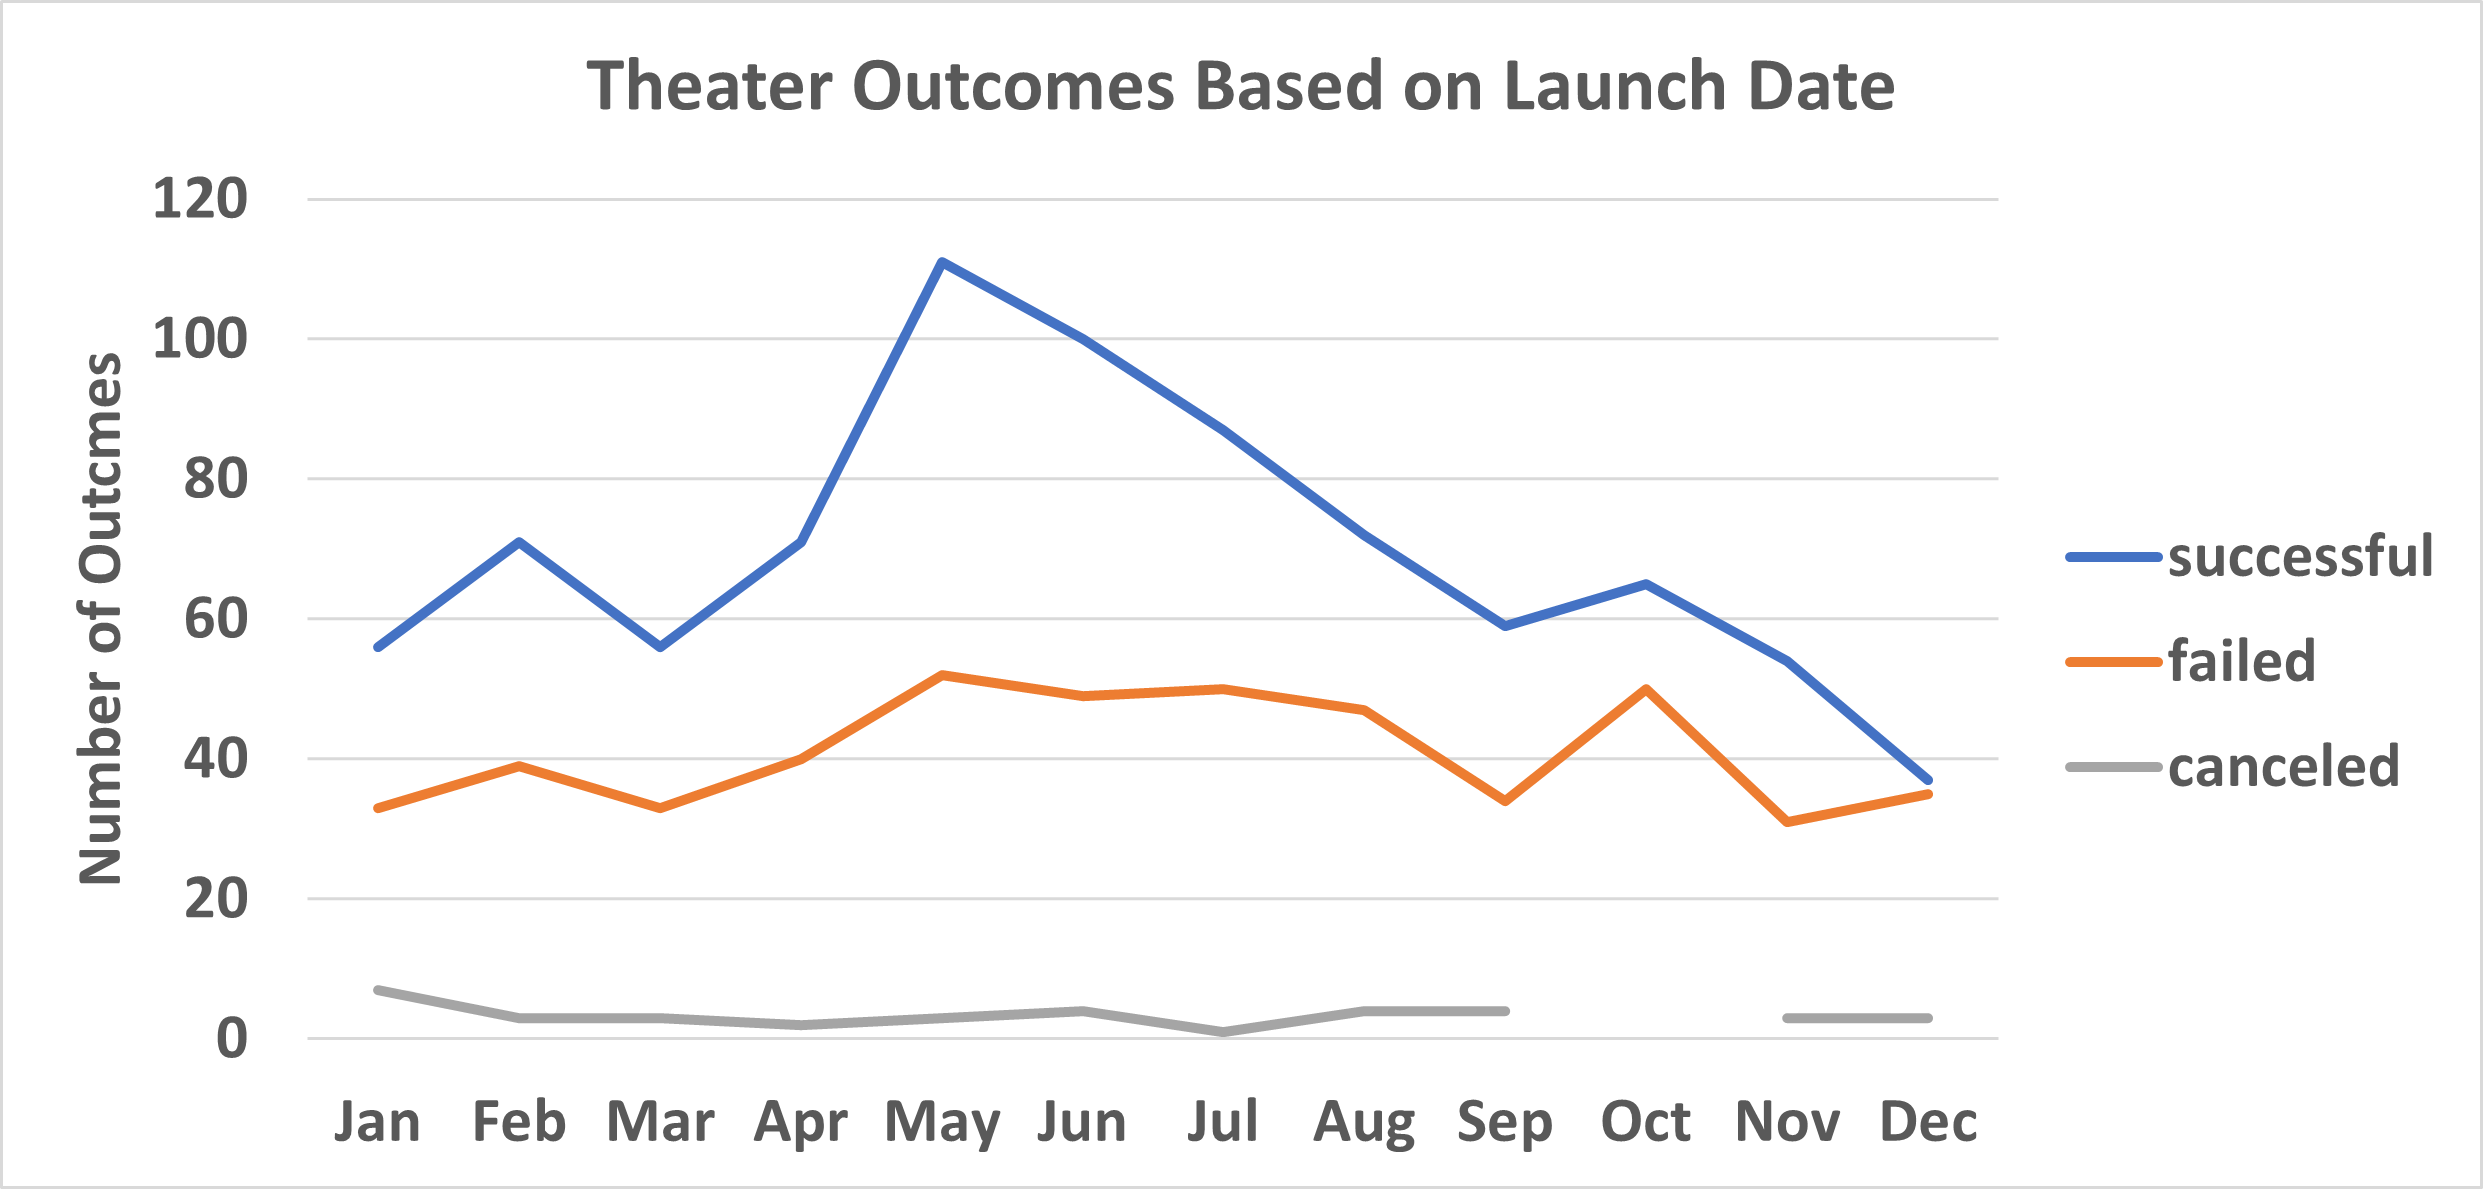 Theater Outcomes Based on Launch Date
Number of Outcmes
120
100
80
60
40
20
0
Jan Feb Mar Apr May Jun Jul Aug Sep Oct Nov Dec
successful
failed
canceled